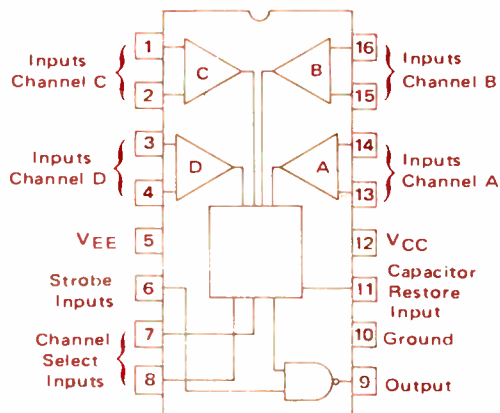 1
16
Inputs
Channel C
C
B
Inputs
Channel B
2
15
3
14
Inputs
Channel D
D
A
Inputs
Channel A
4
13
VEE
5
12
VCC
Strobe
Inputs
6
11
Capacitor
Restore
Input
Channel
Select
Inputs
7
10
Ground
8
9
Output